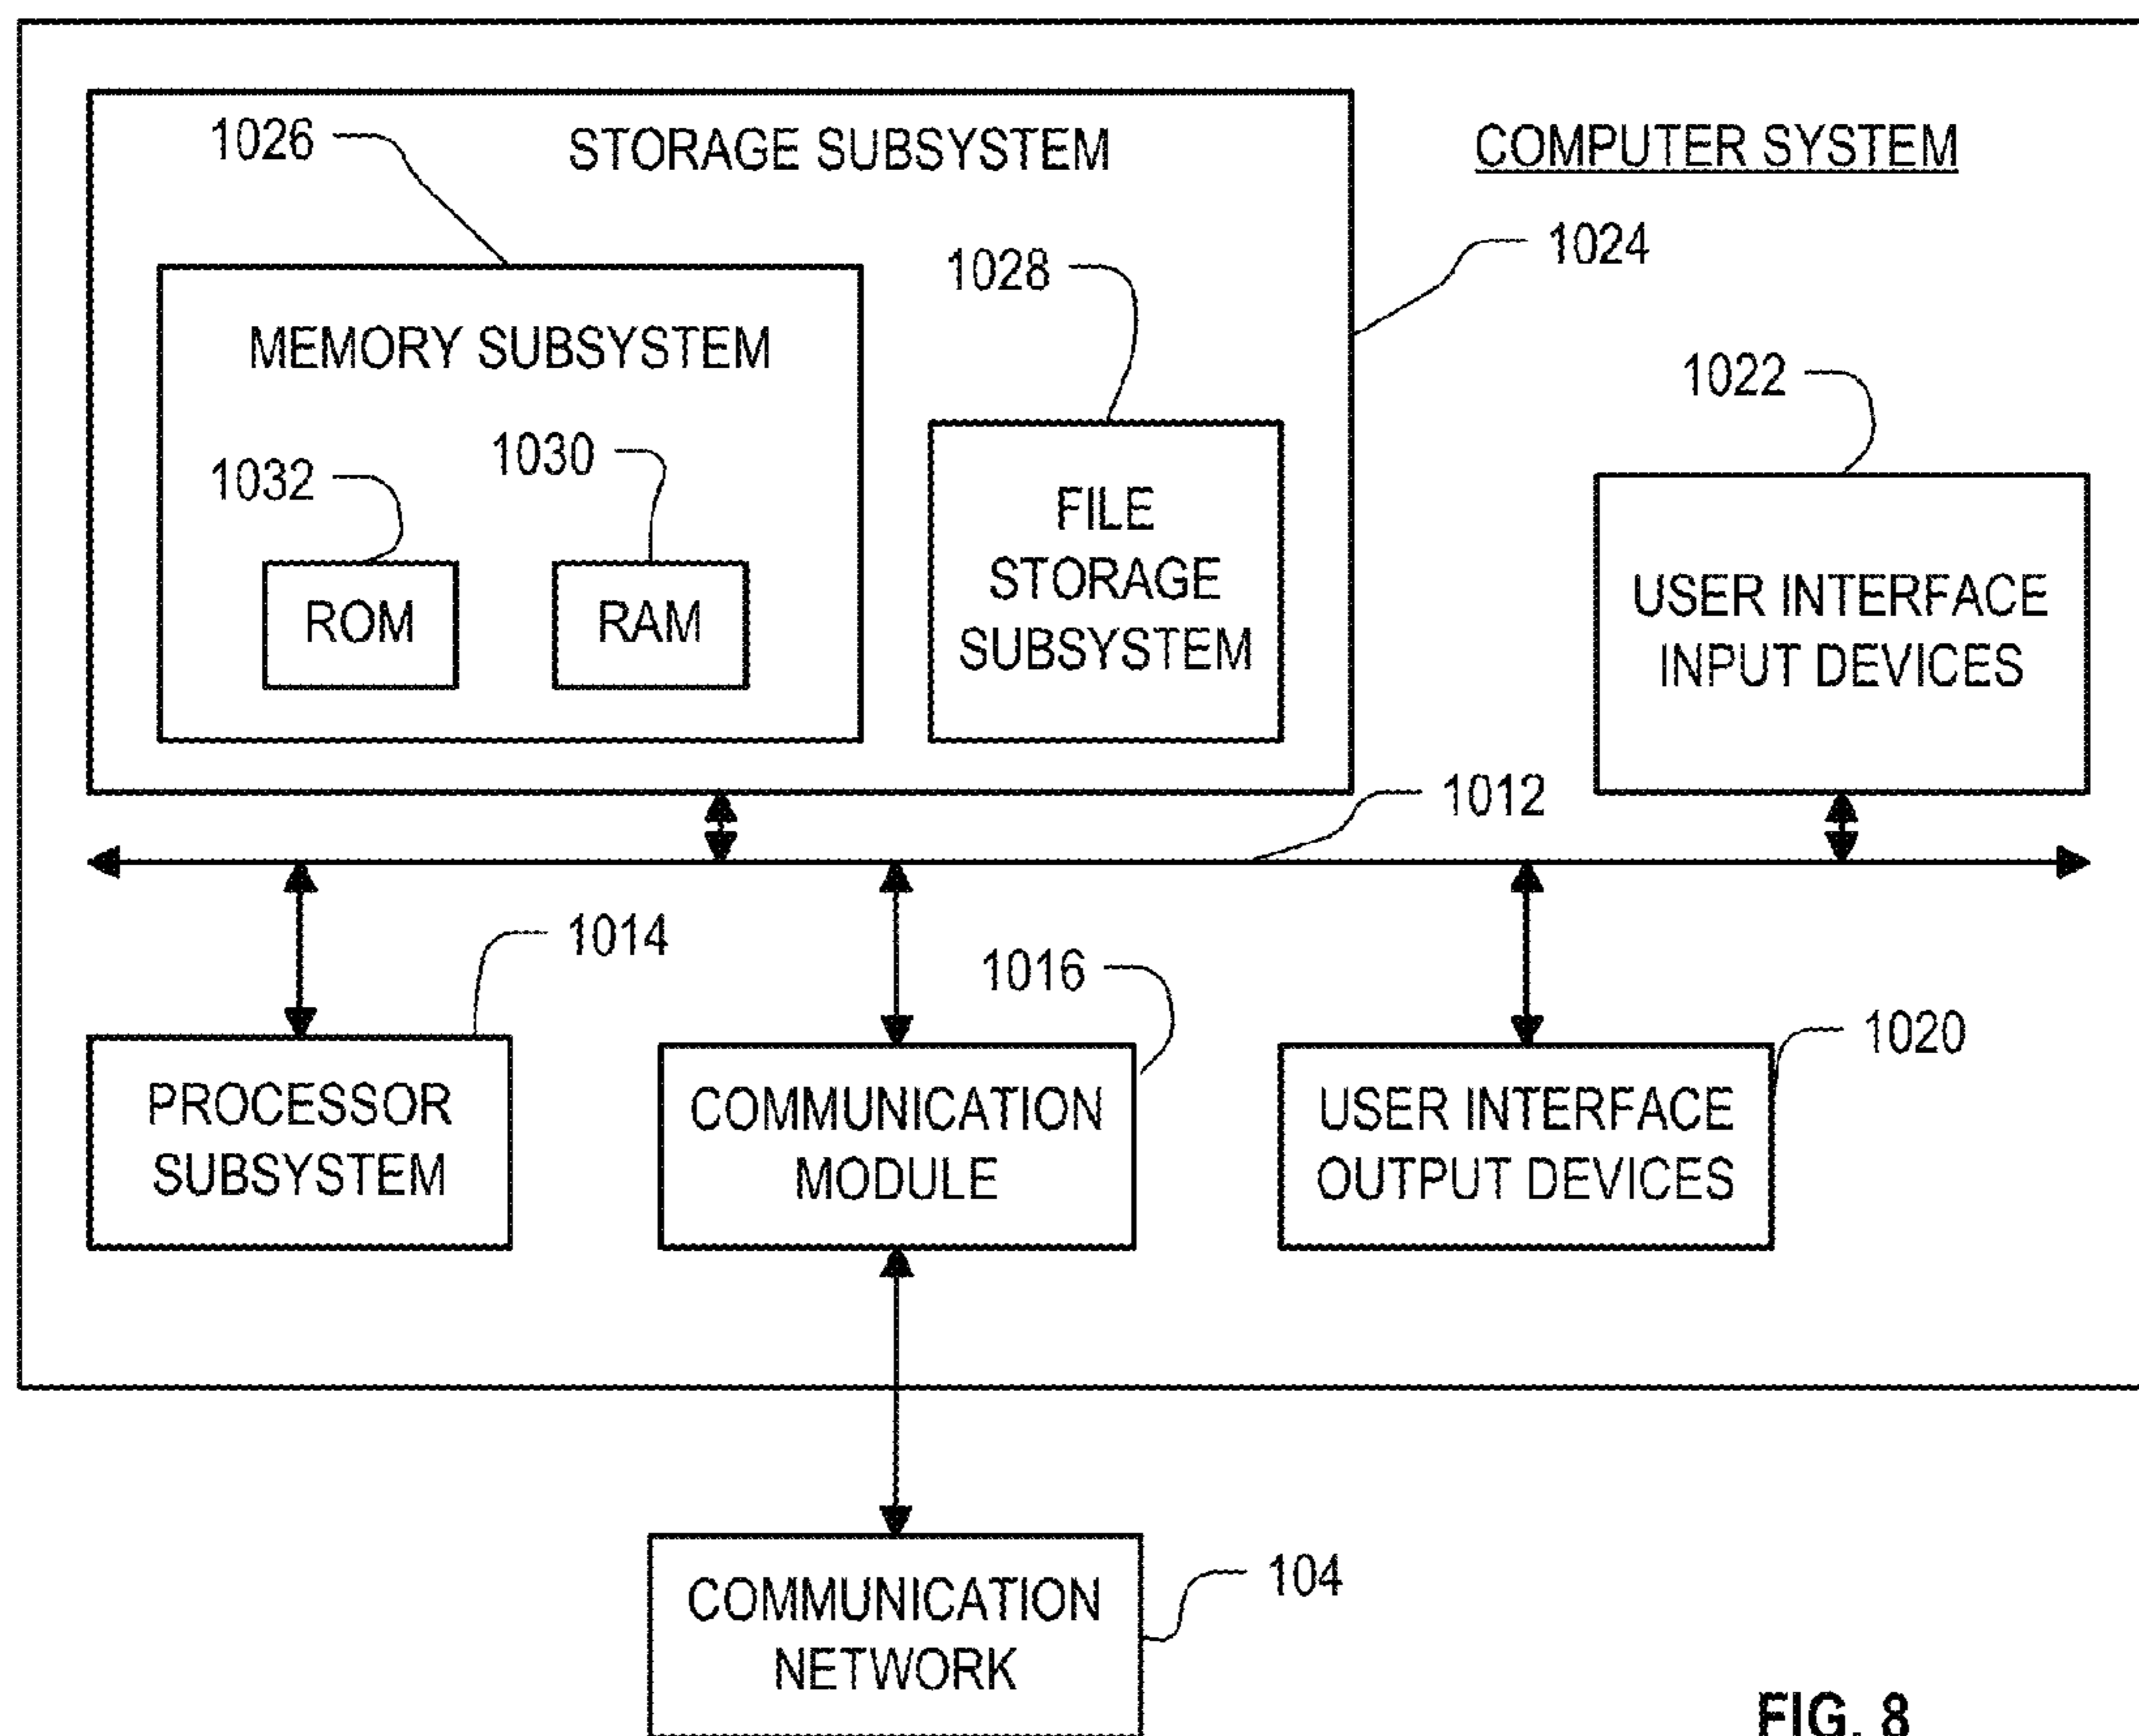 1026
STORAGE SUBSYSTEM
COMPUTER SYSTEM
1024
1028
MEMORY SUBSYSTEM
1022
1032
1030
ROM
RAM
FILE
STORAGE
SUBSYSTEM
USER INTERFACE
INPUT DEVICES
1012
1014
1016
1020
PROCESSOR
SUBSYSTEM
COMMUNICATION
MODULE
USER INTERFACE
OUTPUT DEVICES
COMMUNICATION
NETWORK
104
FIG. 8